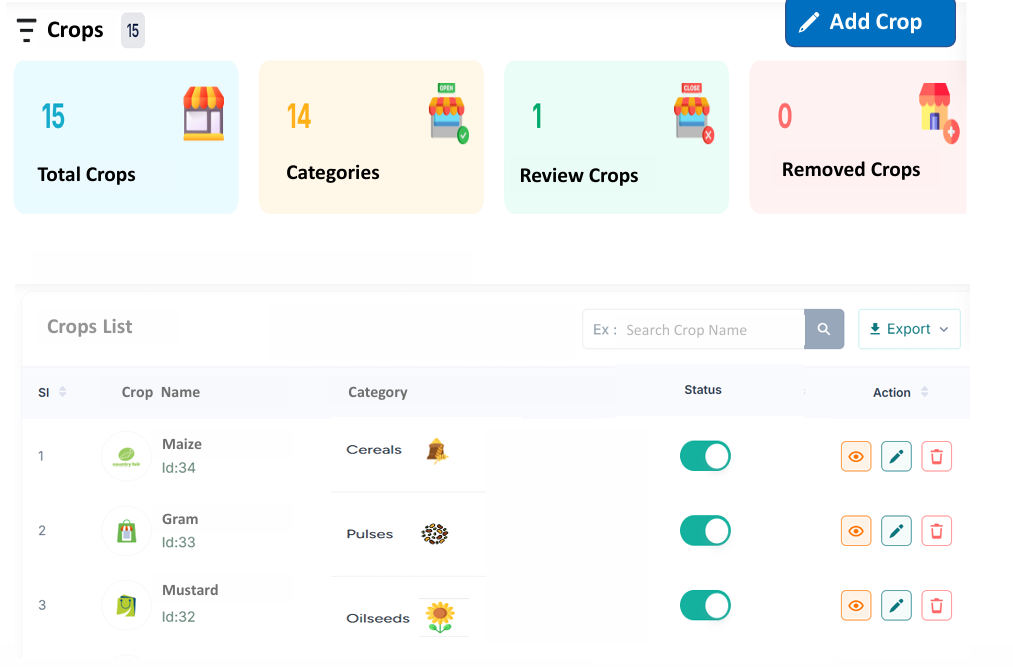 Crops 15
Add Crop
15
Total Crops
OPEN
14
Categories
CLOSE
1
Review Crops
0
Removed Crops
Crops List
Ex : Search Crop Name
Export
Sl Crop Name Category Status Action
1 Maize Cereals
Id:34
2 Gram Pulses
Id:33
3 Mustard Oilseeds
Id:32